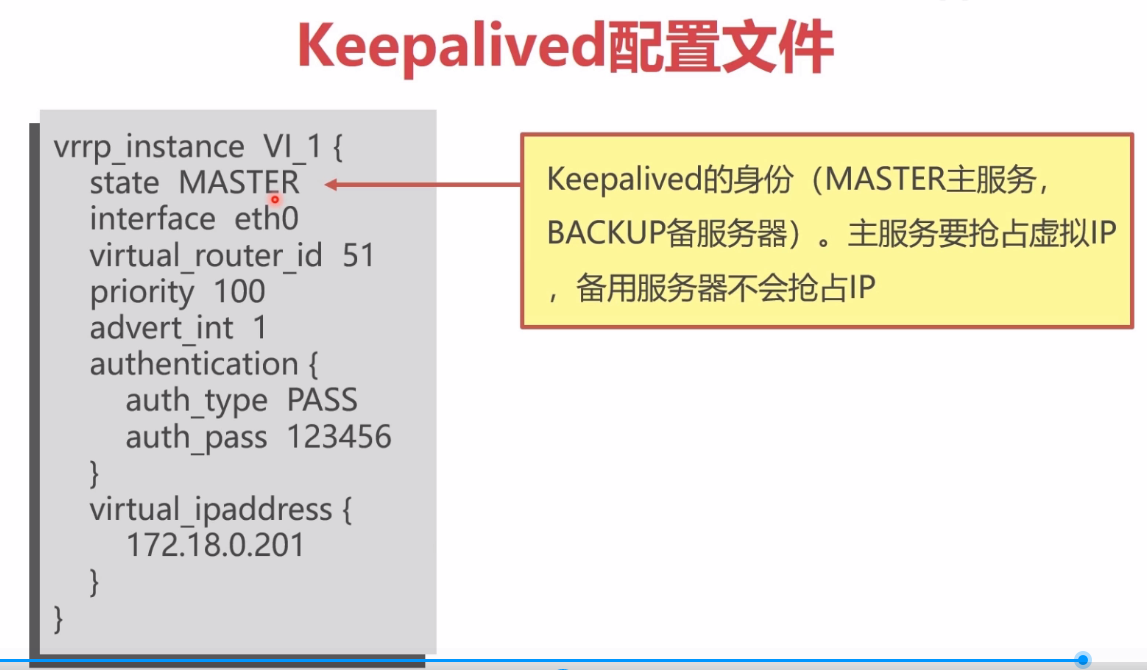 Keepalived配置文件
vrrp_instance VI_1 {
state MASTER
interface eth0
virtual_router_id 51
priority 100
advert_int 1
authentication {
auth_type PASS
auth_pass 123456
}
virtual_ipaddress {
172.18.0.201
}
}
Keepalived的身份（MASTER主服务，
BACKUP备服务器）。主服务要抢占虚拟IP
，备用服务器不会抢占IP